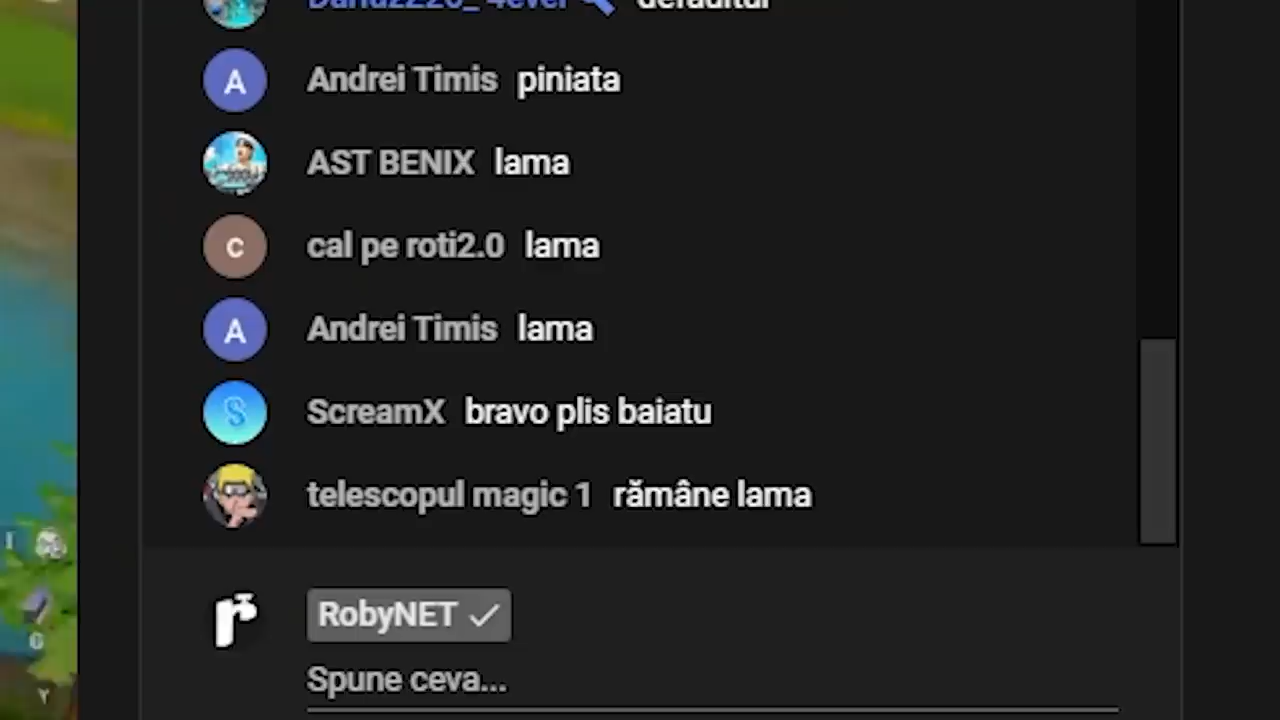 Andrei Timis piniata
AST BENIX lama
cal pe roti2.0 lama
Andrei Timis lama
ScreamX bravo plis baiatu
telescopul magic 1 rămâne lama
RobyNET
Spune ceva...